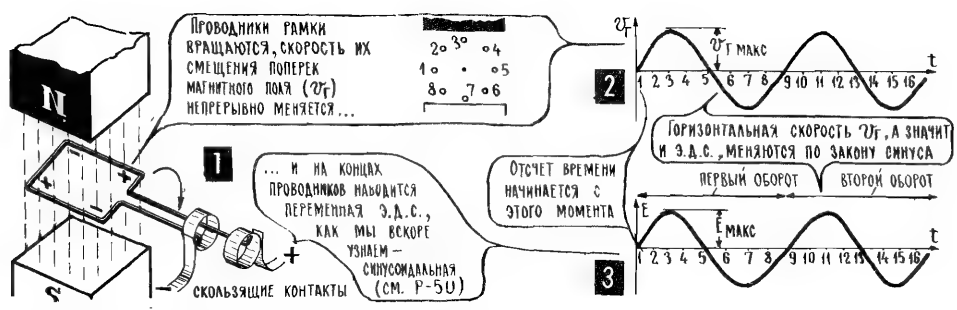 ПРОВОДНИКИ РАМКИ
ВРАЩАЮТСЯ, СКОРОСТЬ ИХ
СМЕЩЕНИЯ ПОПЕРЕК
МАГНИТНОГО ПОЛЯ (𝑣г)
НЕПРЕРЫВНО МЕНЯЕТСЯ...
2 3 4
1 5
8 7 6
N
S
+ − + −
1
... И НА КОНЦАХ
ПРОВОДНИКОВ НАВОДИТСЯ
ПЕРЕМЕННАЯ Э.Д.С.,
КАК МЫ ВСКОРЕ
УЗНАЕМ —
СИНУСОИДАЛЬНАЯ
(СМ. Р-50)
− +
СКОЛЬЗЯЩИЕ КОНТАКТЫ
2
𝑣г
𝑣г МАКС
t
1 2 3 4 5 6 7 8 9 10 11 12 13 14 15 16
ГОРИЗОНТАЛЬНАЯ СКОРОСТЬ 𝑣г, А ЗНАЧИТ
И Э.Д.С., МЕНЯЮТСЯ ПО ЗАКОНУ СИНУСА
ОТСЧЕТ ВРЕМЕНИ
НАЧИНАЕТСЯ С
ЭТОГО МОМЕНТА
ПЕРВЫЙ ОБОРОТ ВТОРОЙ ОБОРОТ
3
E
E МАКС
t
1 2 3 4 5 6 7 8 9 10 11 12 13 14 15 16